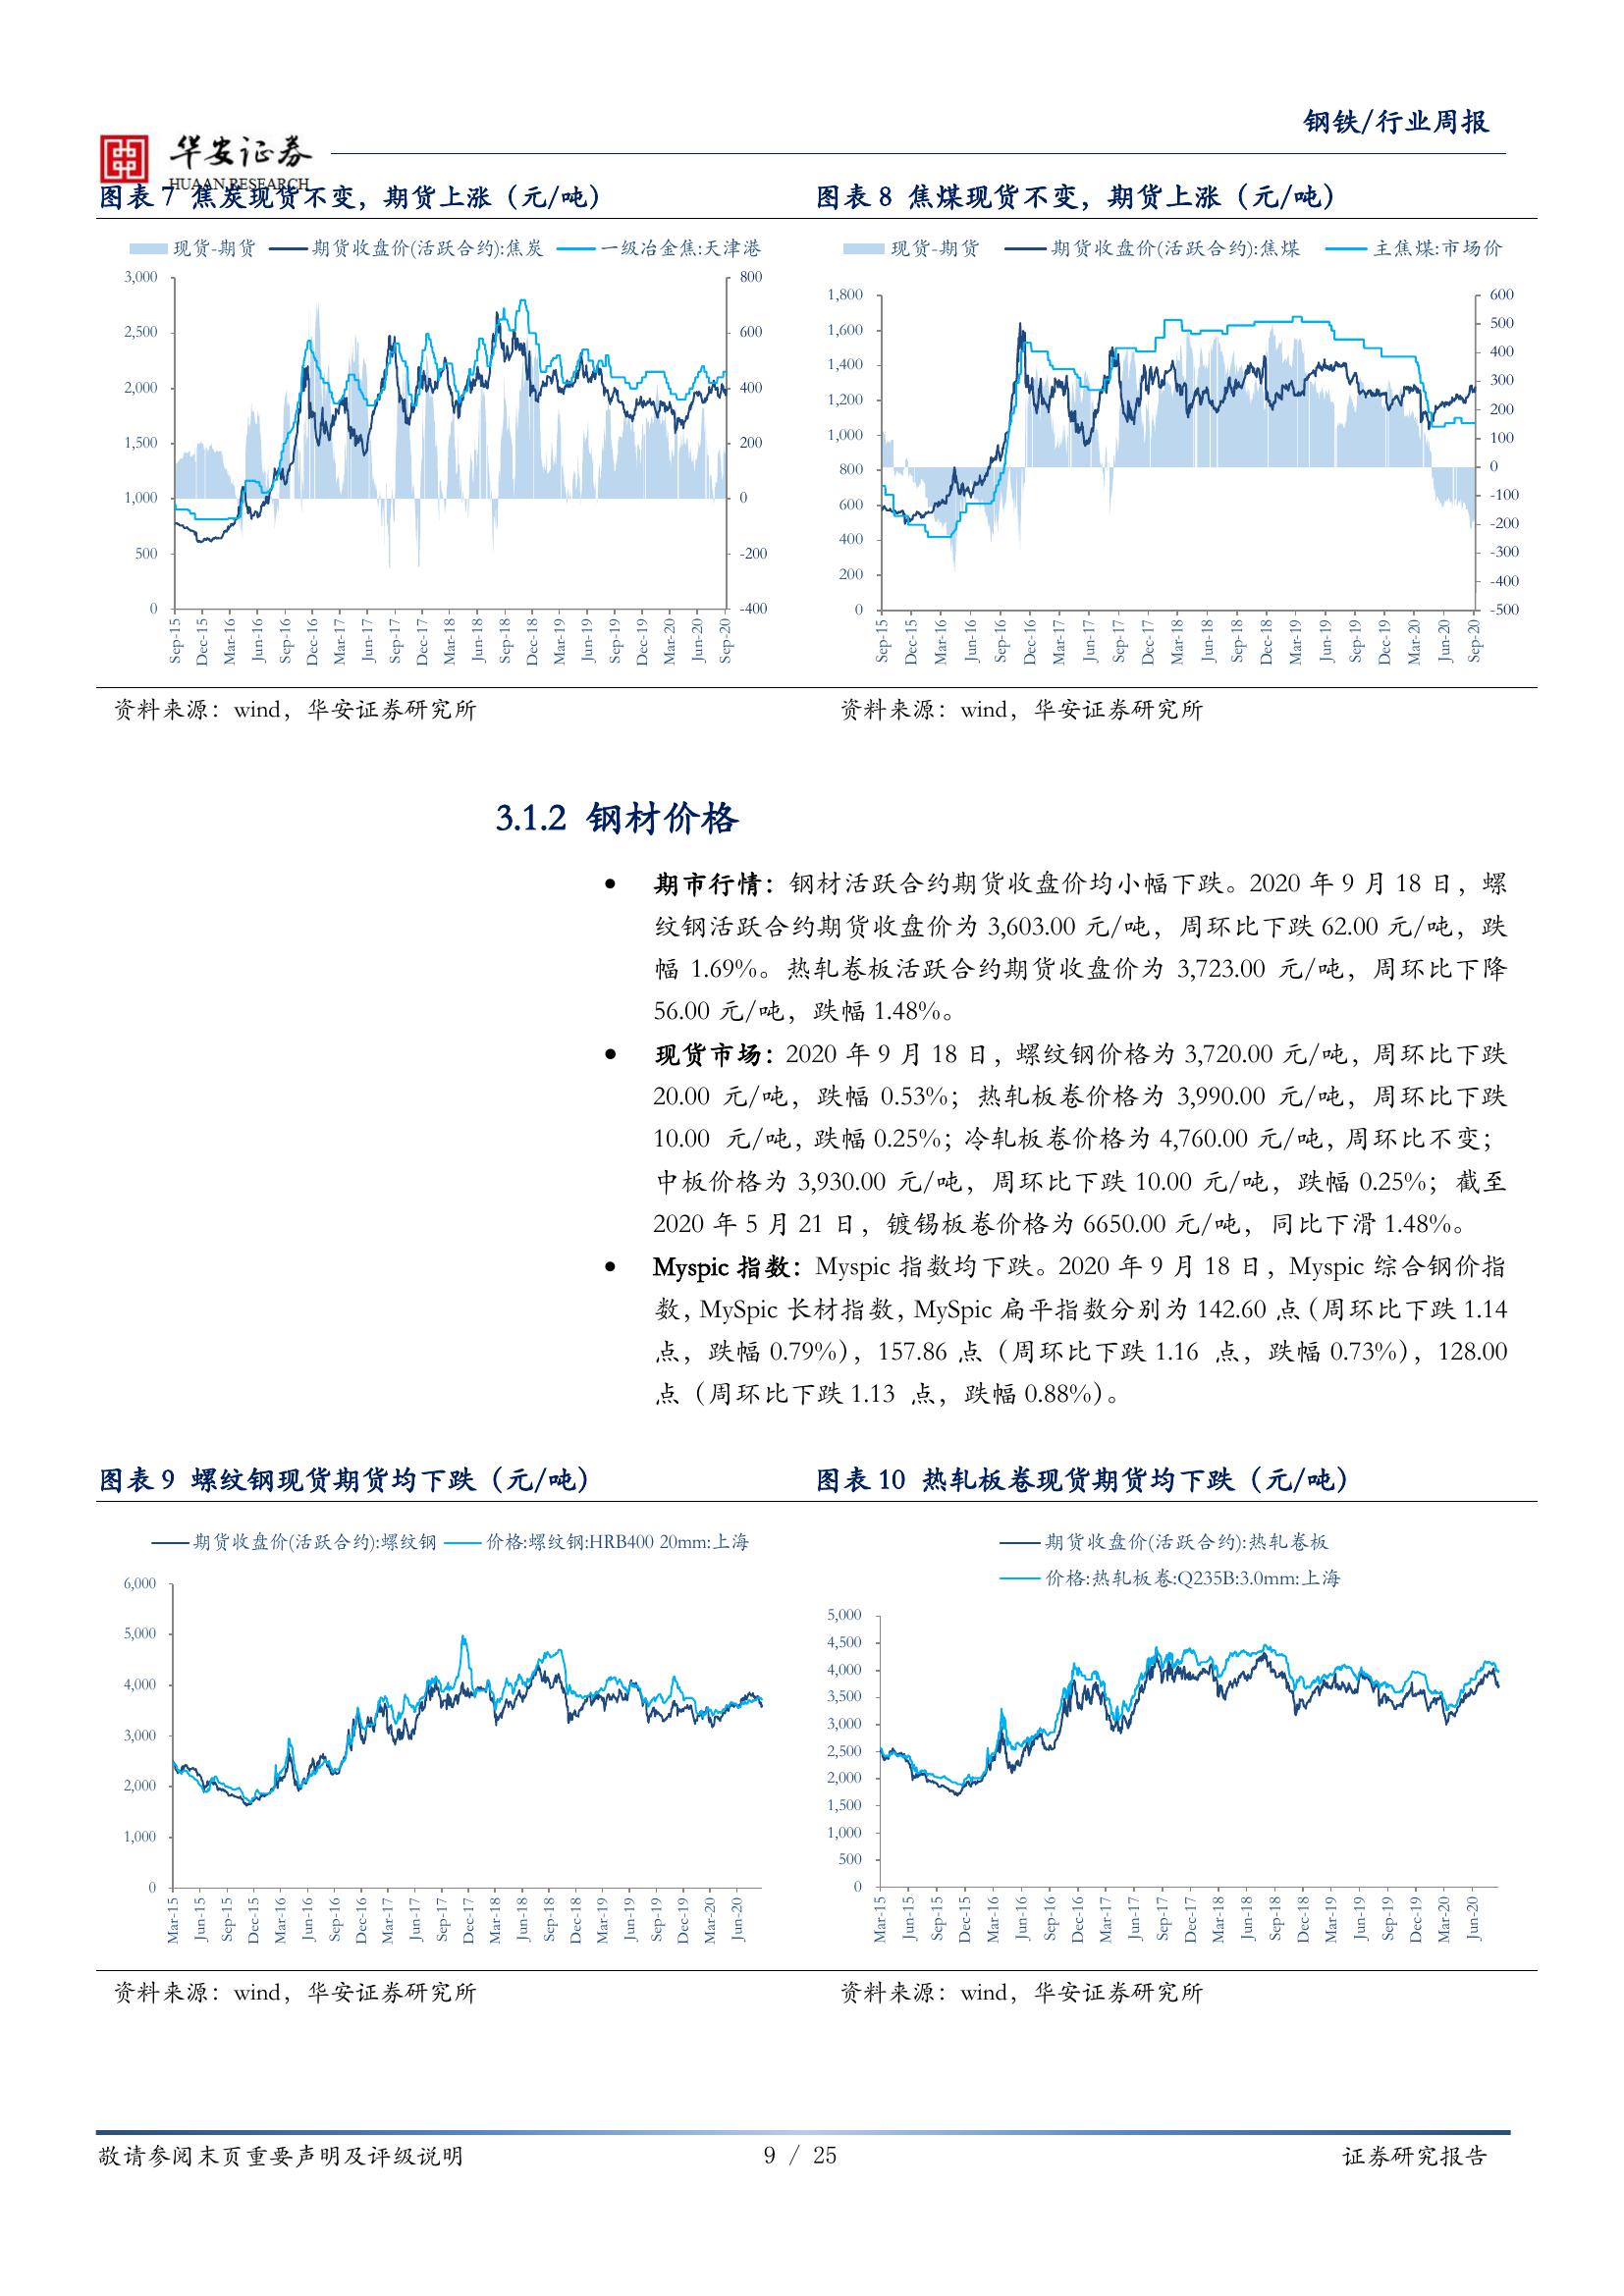 钢铁/行业周报
华安证券
HUAAN RESEARCH
图表 7 焦炭现货不变，期货上涨（元/吨）
现货-期货 期货收盘价(活跃合约):焦炭 一级冶金焦:天津港
3,000
2,500
2,000
1,500
1,000
500
0
800
600
400
200
0
-200
-400
Sep-15 Dec-15 Mar-16 Jun-16 Sep-16 Dec-16 Mar-17 Jun-17 Sep-17 Dec-17 Mar-18 Jun-18 Sep-18 Dec-18 Mar-19 Jun-19 Sep-19 Dec-19 Mar-20 Jun-20 Sep-20
资料来源：wind，华安证券研究所
图表 8 焦煤现货不变，期货上涨（元/吨）
现货-期货 期货收盘价(活跃合约):焦煤 主焦煤:市场价
1,800
1,600
1,400
1,200
1,000
800
600
400
200
0
600
500
400
300
200
100
0
-100
-200
-300
-400
-500
Sep-15 Dec-15 Mar-16 Jun-16 Sep-16 Dec-16 Mar-17 Jun-17 Sep-17 Dec-17 Mar-18 Jun-18 Sep-18 Dec-18 Mar-19 Jun-19 Sep-19 Dec-19 Mar-20 Jun-20 Sep-20
资料来源：wind，华安证券研究所
3.1.2 钢材价格
● 期市行情：钢材活跃合约期货收盘价均小幅下跌。2020 年 9 月 18 日，螺
纹钢活跃合约期货收盘价为 3,603.00 元/吨，周环比下跌 62.00 元/吨，跌
幅 1.69%。热轧卷板活跃合约期货收盘价为 3,723.00 元/吨，周环比下降
56.00 元/吨，跌幅 1.48%。
● 现货市场：2020 年 9 月 18 日，螺纹钢价格为 3,720.00 元/吨，周环比下跌
20.00 元/吨，跌幅 0.53%；热轧板卷价格为 3,990.00 元/吨，周环比下跌
10.00 元/吨，跌幅 0.25%；冷轧板卷价格为 4,760.00 元/吨，周环比不变；
中板价格为 3,930.00 元/吨，周环比下跌 10.00 元/吨，跌幅 0.25%；截至
2020 年 5 月 21 日，镀锡板卷价格为 6650.00 元/吨，同比下滑 1.48%。
● Myspic 指数：Myspic 指数均下跌。2020 年 9 月 18 日，Myspic 综合钢价指
数，MySpic 长材指数，MySpic 扁平指数分别为 142.60 点（周环比下跌 1.14
点，跌幅 0.79%），157.86 点（周环比下跌 1.16 点，跌幅 0.73%），128.00
点（周环比下跌 1.13 点，跌幅 0.88%）。
图表 9 螺纹钢现货期货均下跌（元/吨）
期货收盘价(活跃合约):螺纹钢 价格:螺纹钢:HRB400 20mm:上海
6,000
5,000
4,000
3,000
2,000
1,000
0
Mar-15 Jun-15 Sep-15 Dec-15 Mar-16 Jun-16 Sep-16 Dec-16 Mar-17 Jun-17 Sep-17 Dec-17 Mar-18 Jun-18 Sep-18 Dec-18 Mar-19 Jun-19 Sep-19 Dec-19 Mar-20 Jun-20
资料来源：wind，华安证券研究所
图表 10 热轧板卷现货期货均下跌（元/吨）
期货收盘价(活跃合约):热轧卷板
价格:热轧板卷:Q235B:3.0mm:上海
5,000
4,500
4,000
3,500
3,000
2,500
2,000
1,500
1,000
500
0
Mar-15 Jun-15 Sep-15 Dec-15 Mar-16 Jun-16 Sep-16 Dec-16 Mar-17 Jun-17 Sep-17 Dec-17 Mar-18 Jun-18 Sep-18 Dec-18 Mar-19 Jun-19 Sep-19 Dec-19 Mar-20 Jun-20
资料来源：wind，华安证券研究所
敬请参阅末页重要声明及评级说明
9 / 25
证券研究报告